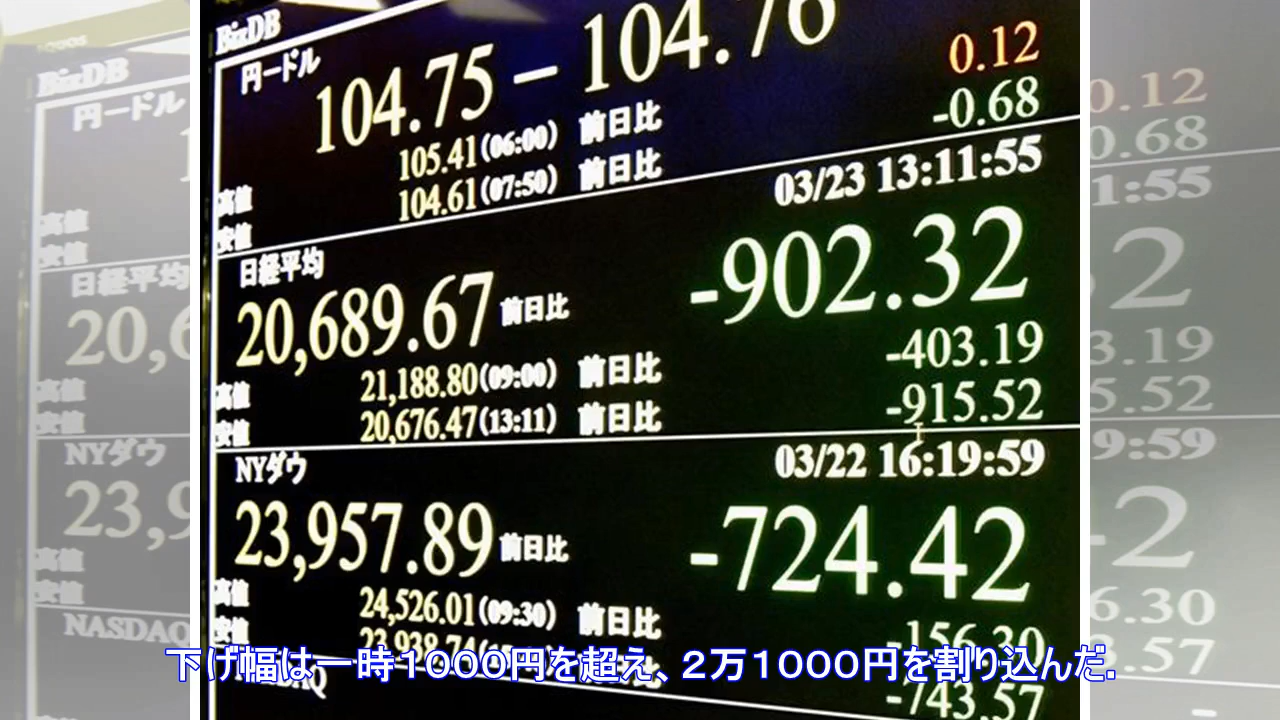 BizDB
円ードル
104.75 – 104.76
0.12
105.41(06:00) 前日比 -0.68
高値
104.61(07:50) 前日比
安値
03/23 13:11:55
日経平均
20,689.67 前日比 -902.32
高値 21,188.80(09:00) 前日比 -403.19
安値 20,676.47(13:11) 前日比 -915.52
03/22 16:19:59
NYダウ
23,957.89 前日比 -724.42
高値 24,526.01(09:30) 前日比 -156.30
安値 23,938.74 -743.57
下げ幅は一時1000円を超え、2万1000円を割り込んだ.